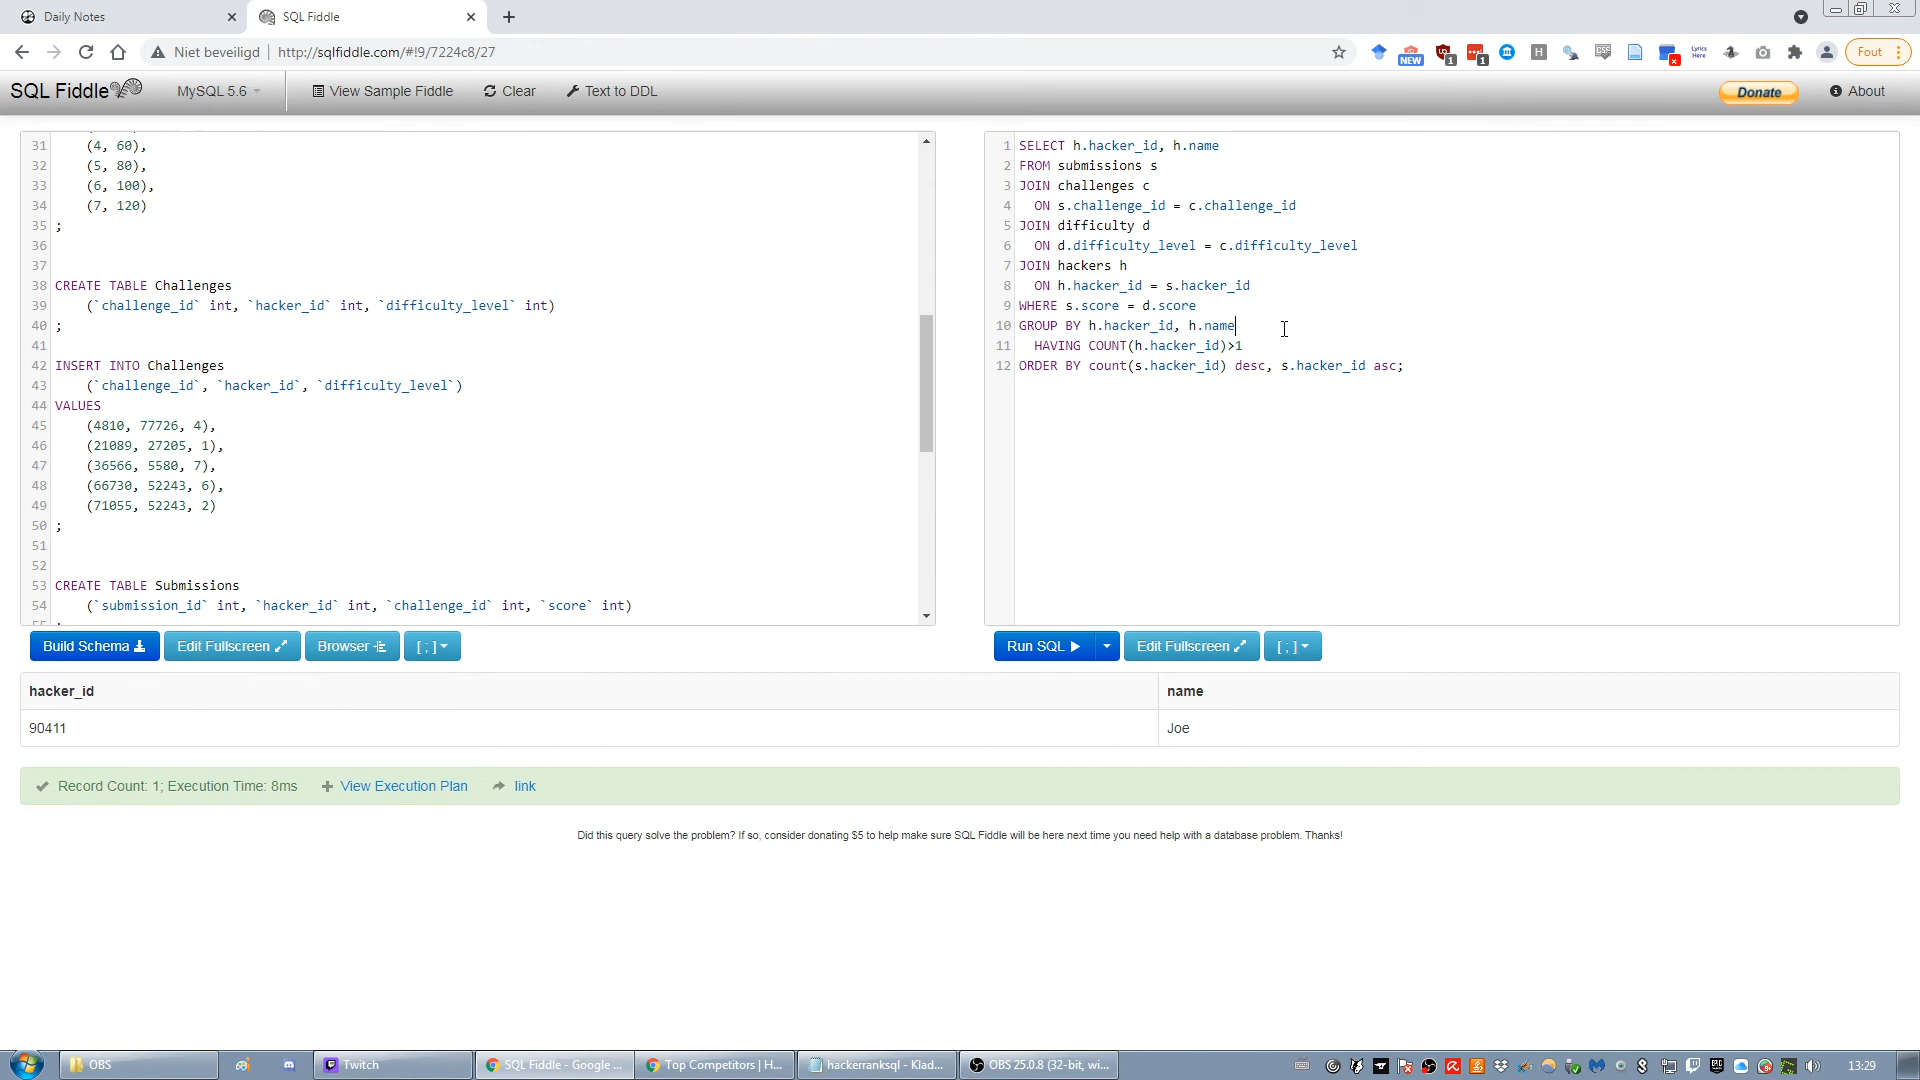 Daily Notes
SQL Fiddle
Niet beveiligd
http://sqlfiddle.com/#!9/7224c8/27
NEW
Fout
SQL Fiddle
MySQL 5.6
View Sample Fiddle
Clear
Text to DDL
Donate
About
31 (4, 60),
32 (5, 80),
33 (6, 100),
34 (7, 120)
35 ;
36
37
38 CREATE TABLE Challenges
39 (`challenge_id` int, `hacker_id` int, `difficulty_level` int)
40 ;
41
42 INSERT INTO Challenges
43 (`challenge_id`, `hacker_id`, `difficulty_level`)
44 VALUES
45 (4810, 77726, 4),
46 (21089, 27205, 1),
47 (36566, 5580, 7),
48 (66730, 52243, 6),
49 (71055, 52243, 2)
50 ;
51
52
53 CREATE TABLE Submissions
54 (`submission_id` int, `hacker_id` int, `challenge_id` int, `score` int)
1 SELECT h.hacker_id, h.name
2 FROM submissions s
3 JOIN challenges c
4 ON s.challenge_id = c.challenge_id
5 JOIN difficulty d
6 ON d.difficulty_level = c.difficulty_level
7 JOIN hackers h
8 ON h.hacker_id = s.hacker_id
9 WHERE s.score = d.score
10 GROUP BY h.hacker_id, h.name
11 HAVING COUNT(h.hacker_id)>1
12 ORDER BY count(s.hacker_id) desc, s.hacker_id asc;
Build Schema
Edit Fullscreen
Browser
[ ; ]
Run SQL
Edit Fullscreen
[ ; ]
hacker_id
name
90411
Joe
Record Count: 1; Execution Time: 8ms
View Execution Plan
link
Did this query solve the problem? If so, consider donating $5 to help make sure SQL Fiddle will be here next time you need help with a database problem. Thanks!
OBS
Twitch
SQL Fiddle - Google ...
Top Competitors | H...
hackerranksql - Klad...
OBS 25.0.8 (32-bit, wi...
13:29